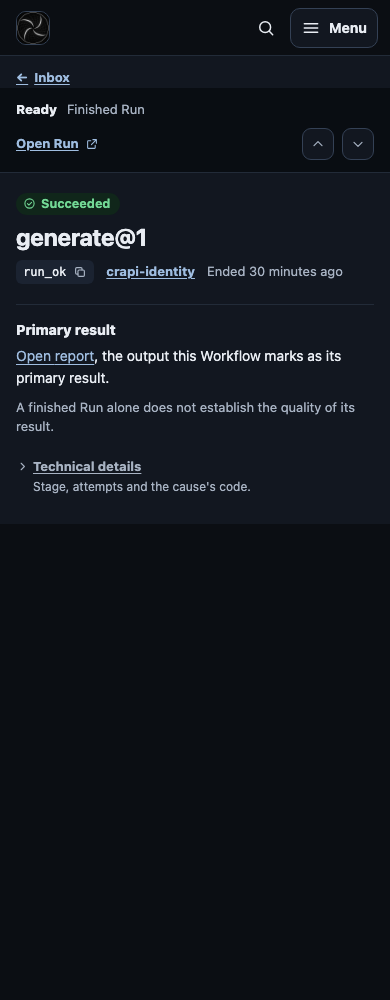 Menu
← Inbox
Ready Finished Run
Open Run
Succeeded
generate@1
run_ok crapi-identity Ended 30 minutes ago
Primary result
Open report, the output this Workflow marks as its
primary result.
A finished Run alone does not establish the quality of its
result.
Technical details
Stage, attempts and the cause's code.